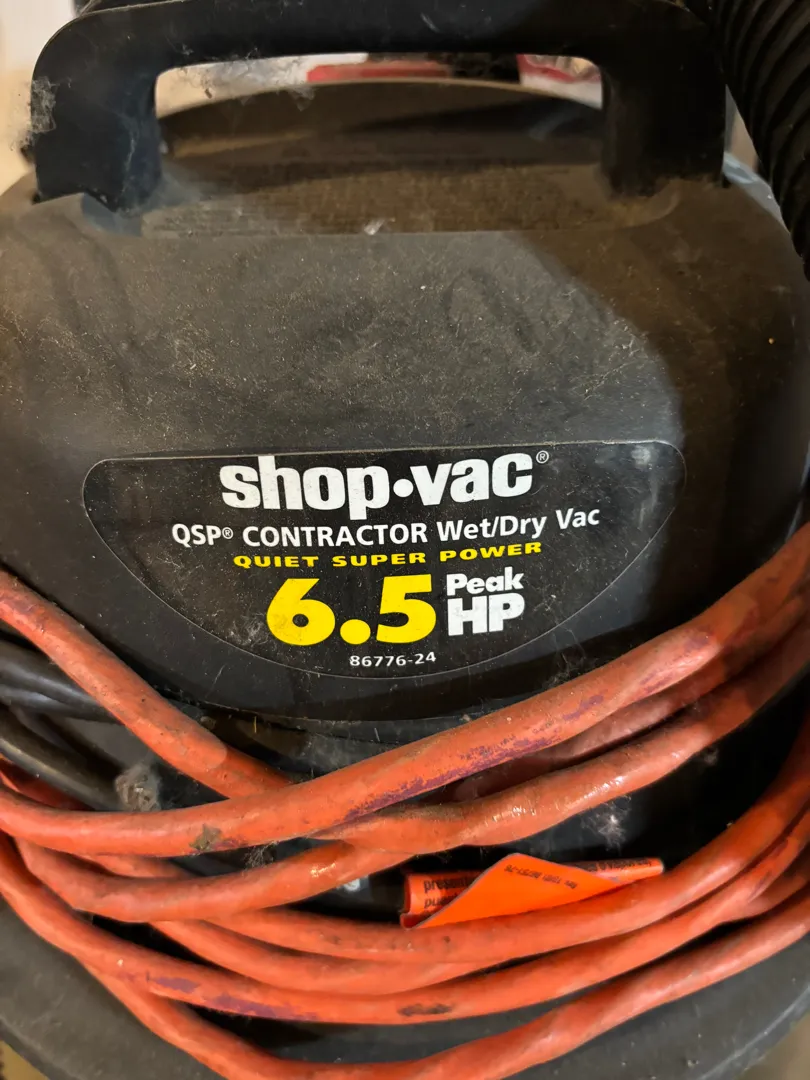 shop·vac®
QSP® CONTRACTOR Wet/Dry Vac
QUIET SUPER POWER
6.5 Peak HP
86776-24